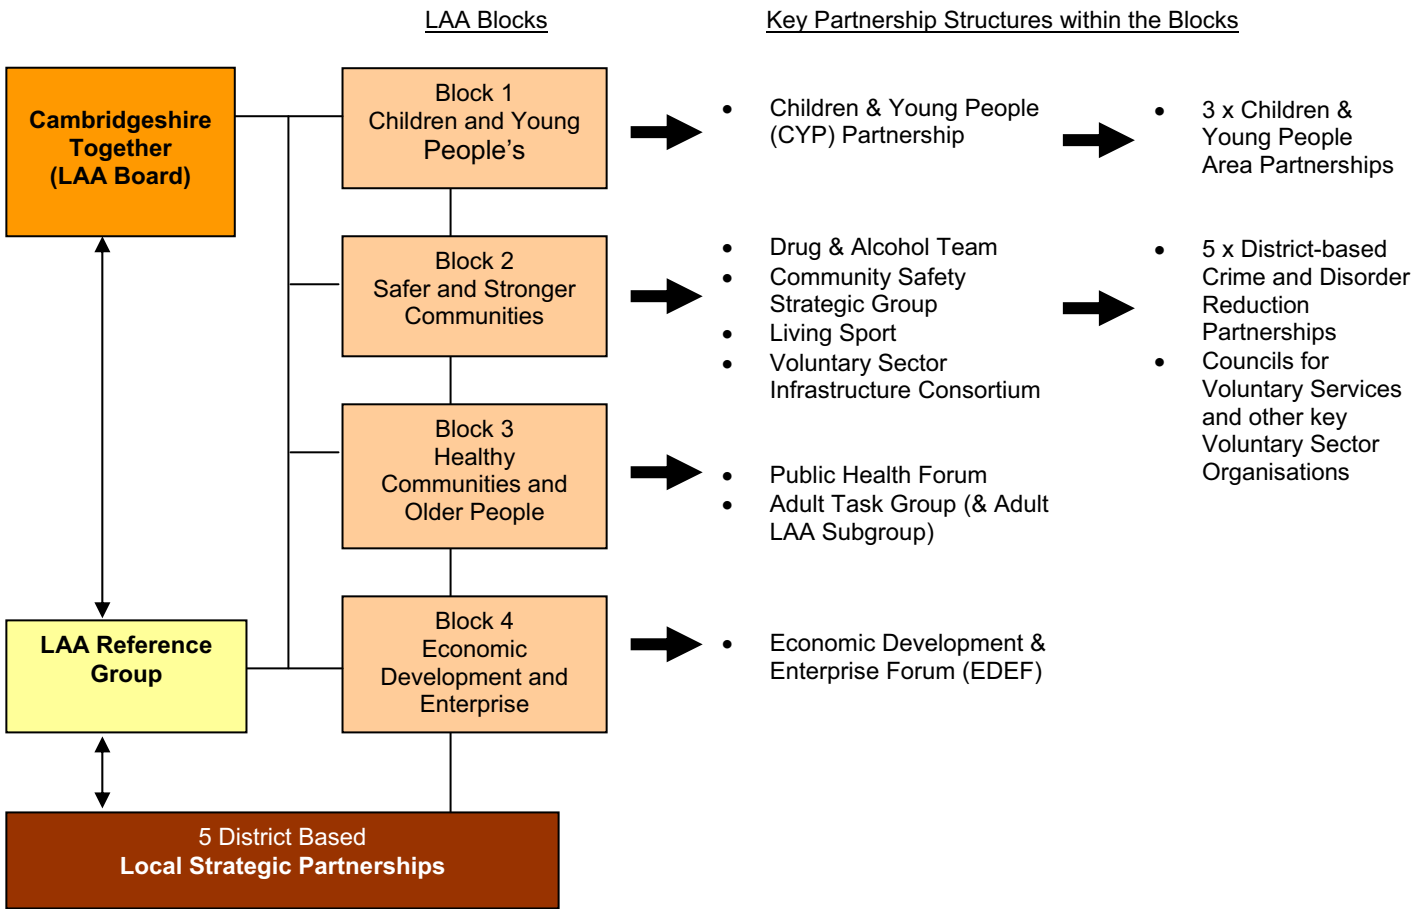 LAA Blocks
Key Partnership Structures within the Blocks
Cambridgeshire
Together
(LAA Board)
Block 1
Children and Young
People's
• Children & Young People
(CYP) Partnership
• 3 x Children &
Young People
Area Partnerships
Block 2
Safer and Stronger
Communities
• Drug & Alcohol Team
• Community Safety
Strategic Group
• Living Sport
• Voluntary Sector
Infrastructure Consortium
• 5 x District-based
Crime and Disorder
Reduction
Partnerships
• Councils for
Voluntary Services
and other key
Voluntary Sector
Organisations
Block 3
Healthy
Communities and
Older People
• Public Health Forum
• Adult Task Group (& Adult
LAA Subgroup)
LAA Reference
Group
Block 4
Economic
Development and
Enterprise
• Economic Development &
Enterprise Forum (EDEF)
5 District Based
Local Strategic Partnerships